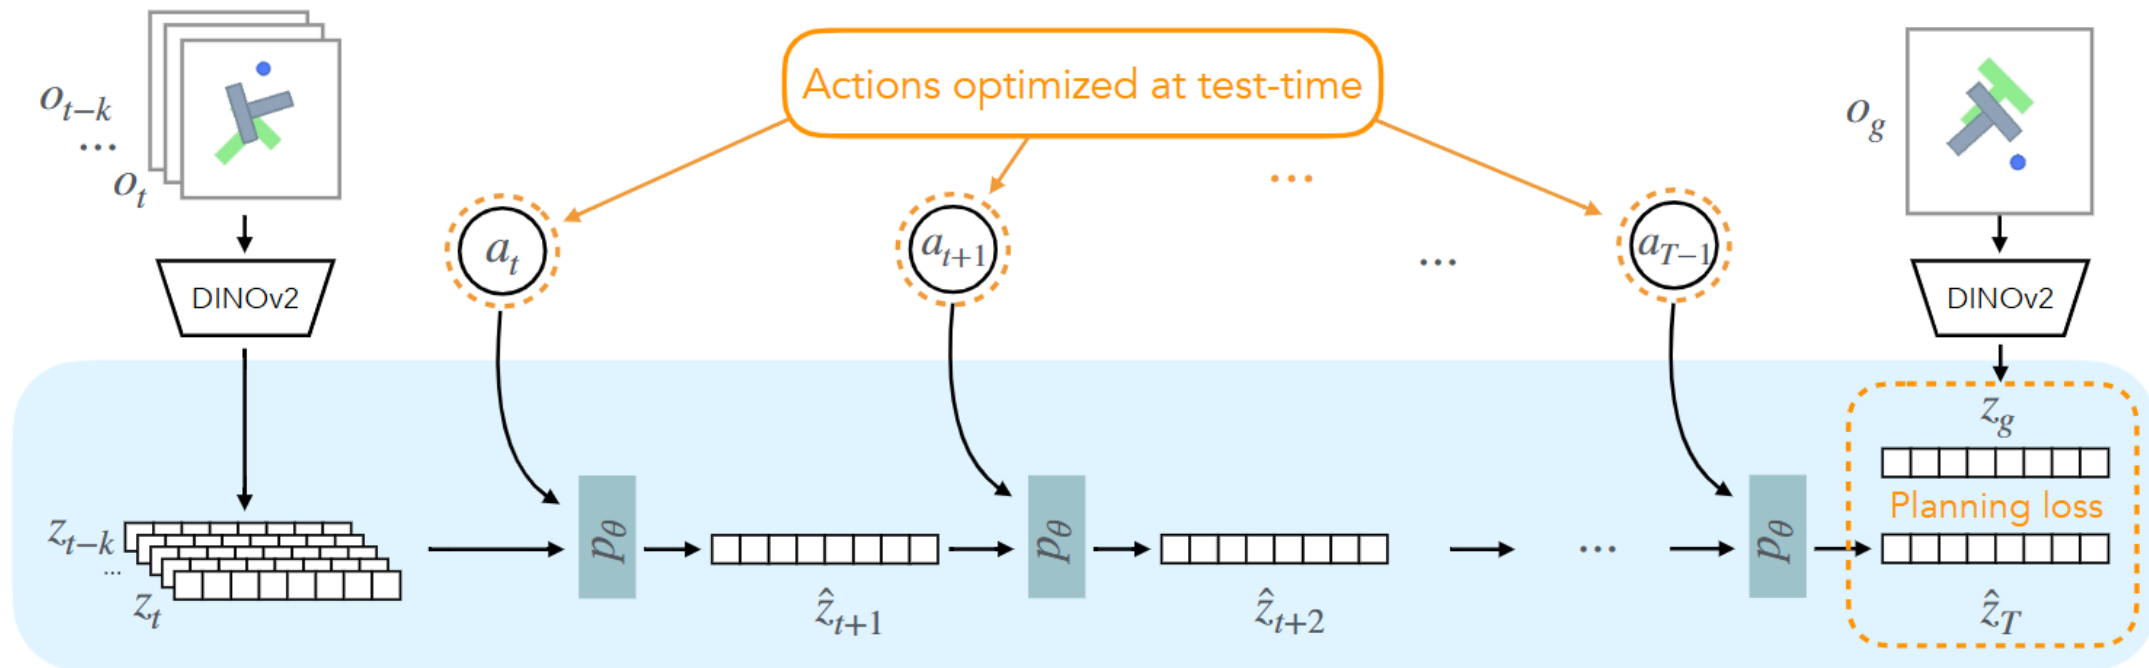 Actions optimized at test-time
o_{t−k}
...
o_t
o_g
...
a_t
a_{t+1}
...
a_{T−1}
DINOv2
DINOv2
z_g
Planning loss
z_{t−k}
...
z_t
p_θ
p_θ
...
p_θ
ẑ_{t+1}
ẑ_{t+2}
ẑ_T